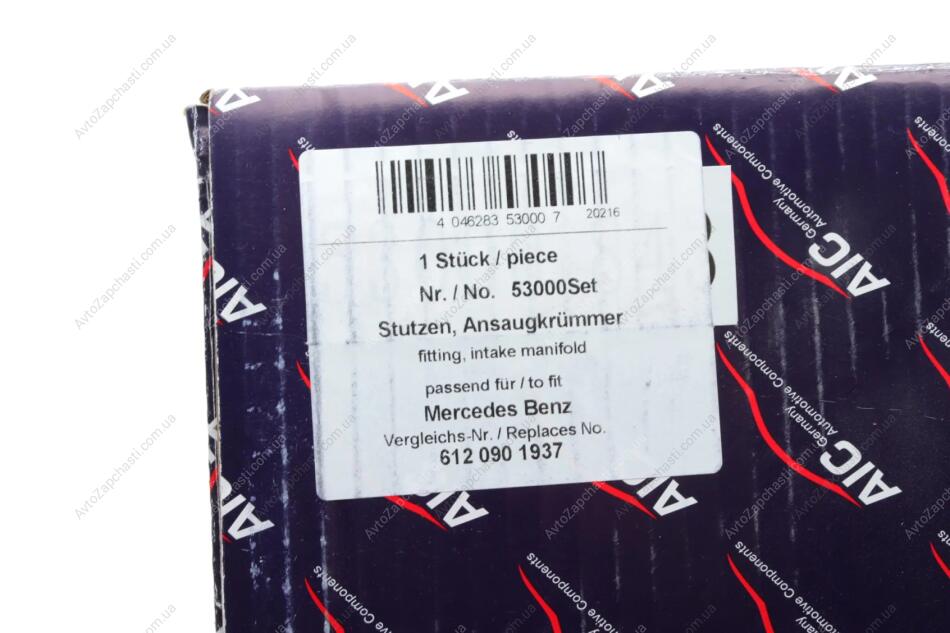 4 046283 53000 7 20216
1 Stück / piece
Nr. / No. 53000Set
Stutzen, Ansaugkrümmer
fitting, intake manifold
passend für / to fit
Mercedes Benz
Vergleichs-Nr. / Replaces No.
612 090 1937
AIC
Germany
Automotive Components
AvtoZapchasti.com.ua